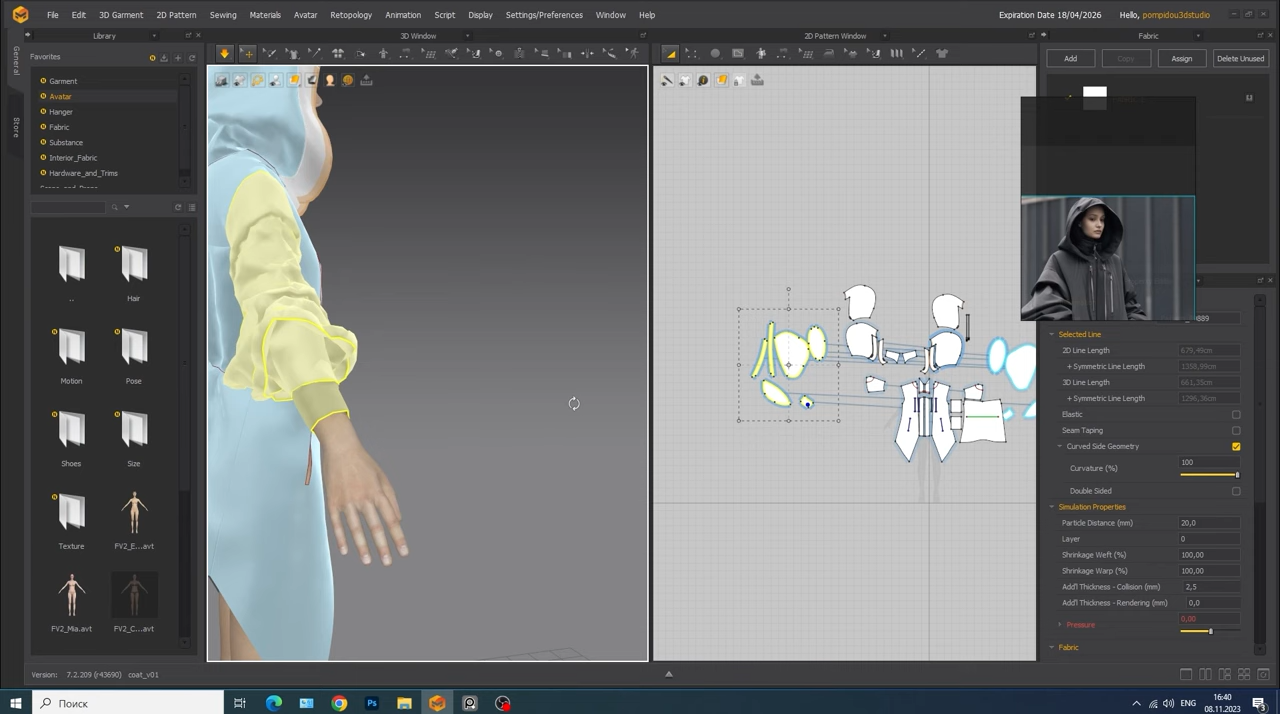 File Edit 3D Garment 2D Pattern Sewing Materials Avatar Retopology Animation Script Display Settings/Preferences Window Help
Expiration Date 18/04/2026 Hello, pompidou3dstudio
Library
3D Window
2D Pattern Window
Fabric
General
Store
Favorites
Garment
Avatar
Hanger
Fabric
Substance
Interior_Fabric
Hardware_and_Trims
..
Hair
Motion
Pose
Shoes
Size
Texture
FV2_E...avt
FV2_Mia.avt
FV2_C...avt
Add
Copy
Assign
Delete Unused
Selected Line
2D Line Length 679,49cm
+ Symmetric Line Length 1358,99cm
3D Line Length 661,35cm
+ Symmetric Line Length 1296,36cm
Elastic
Seam Taping
Curved Side Geometry
Curvature (%) 100
Double Sided
Simulation Properties
Particle Distance (mm) 20,0
Layer 0
Shrinkage Weft (%) 100,00
Shrinkage Warp (%) 100,00
Add'l Thickness - Collision (mm) 2,5
Add'l Thickness - Rendering (mm) 0,0
Pressure 0,00
Fabric
Version: 7.2.209 (r43690) coat_v01
Поиск
ENG
16:40
08.11.2023